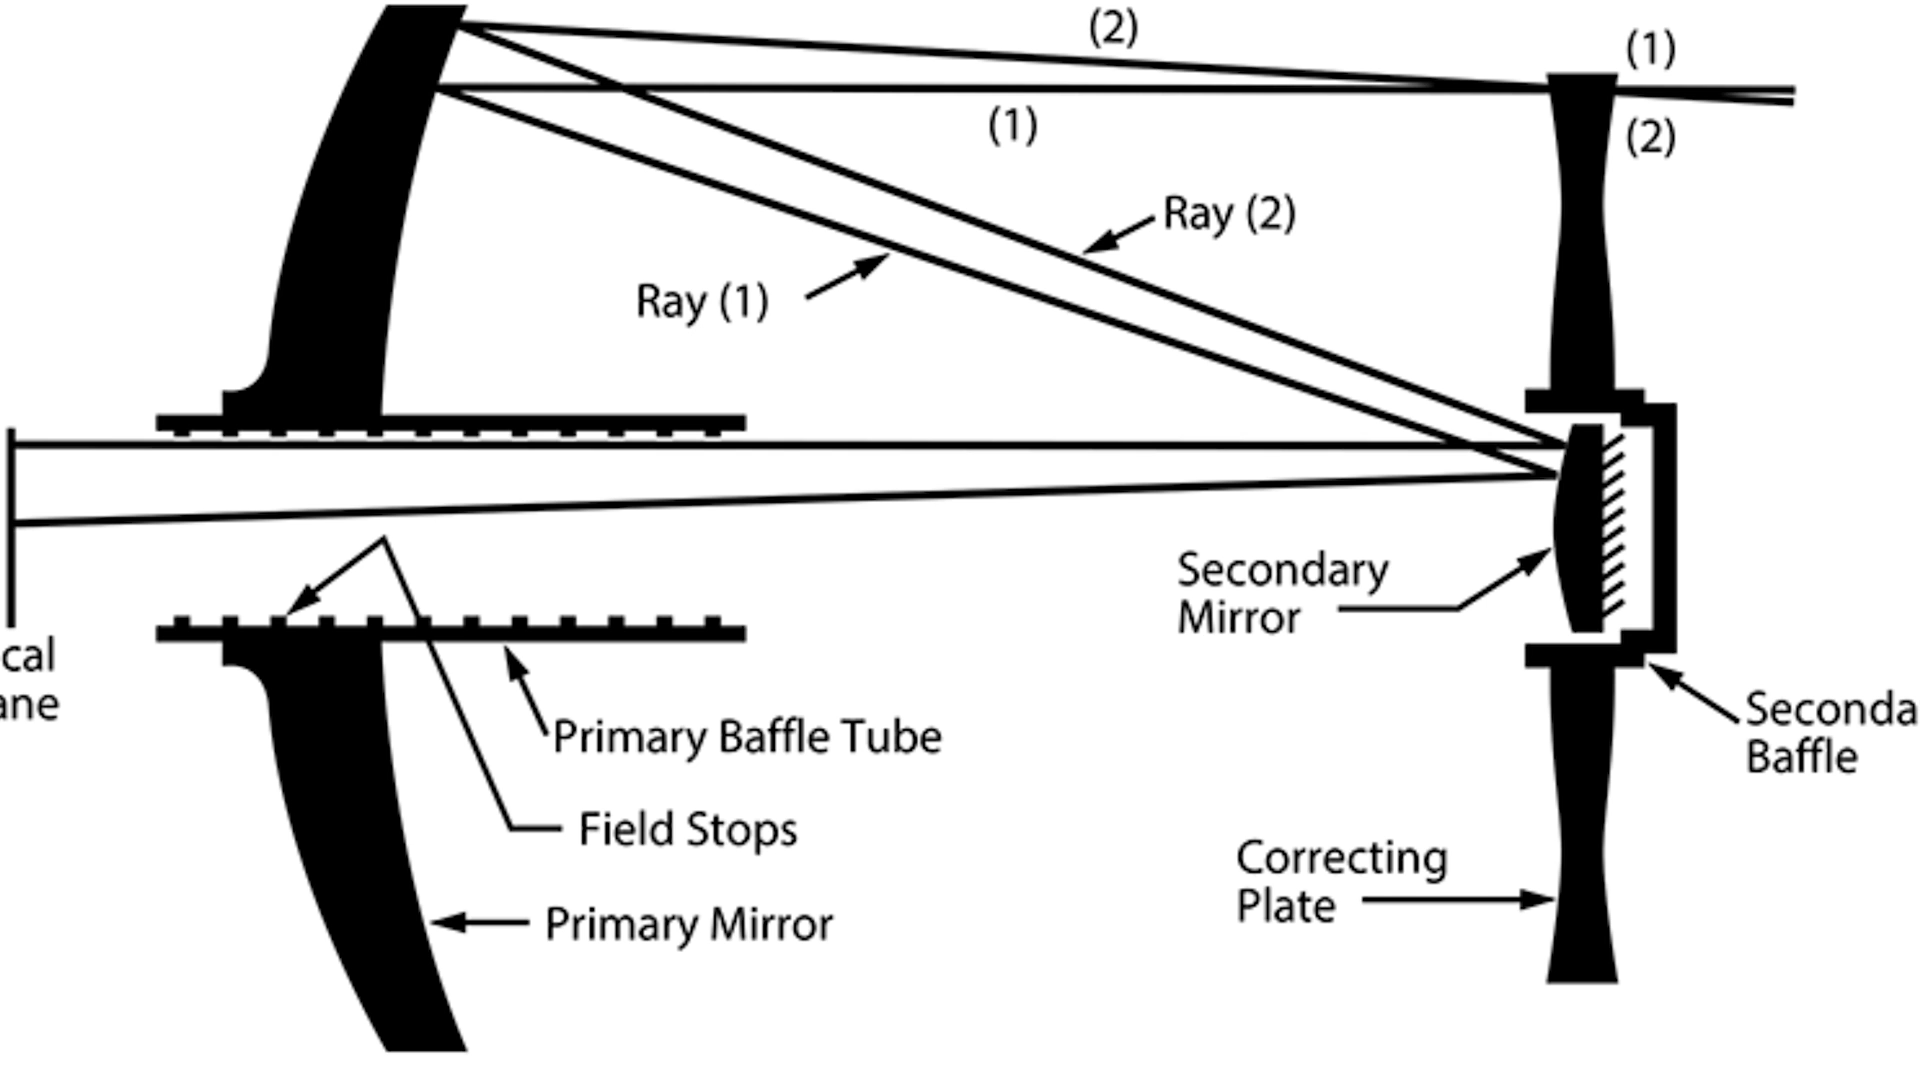 (2)
(1)
(1)
(2)
Ray (2)
Ray (1)
Secondary
Mirror
cal
ane
Seconda
Baffle
Primary Baffle Tube
Field Stops
Correcting
Plate
Primary Mirror